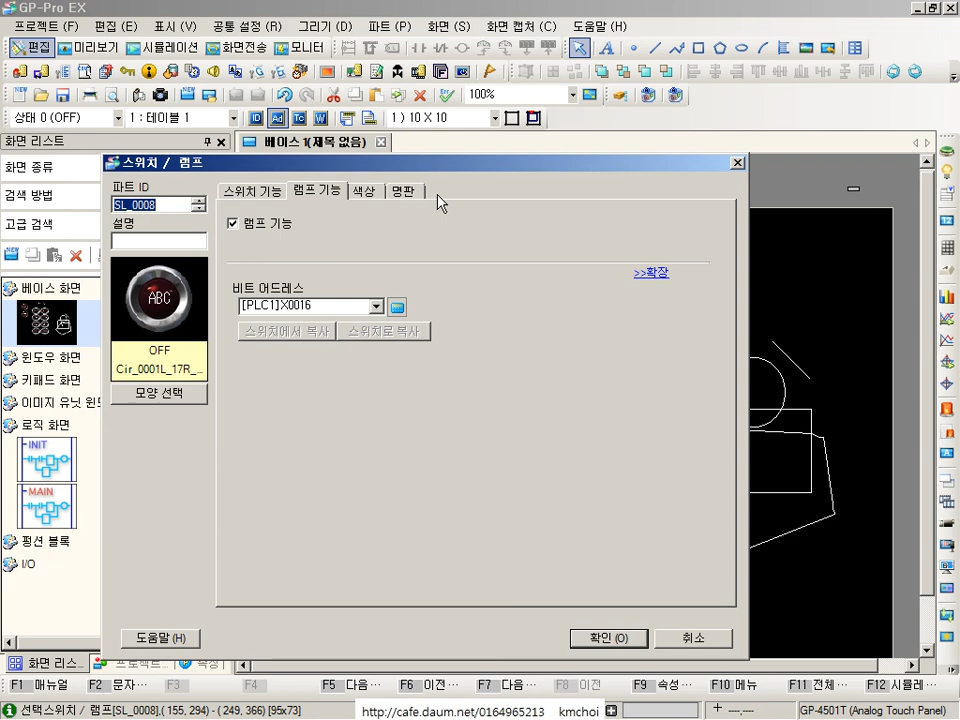 GP-Pro EX
프로젝트 (F) 편집 (E) 표시 (V) 공통 설정 (R) 그리기 (D) 파트 (P) 화면 (S) 화면 캡처 (C) 도움말 (H)
편집 미리보기 시뮬레이션 화면전송 모니터
100%
상태 0 (OFF) 1 : 테이블 1 1 ) 10 X 10
화면 리스트 베이스 1(제목 없음)
화면 종류
검색 방법
고급 검색
베이스 화면
윈도우 화면
키패드 화면
이미지 유닛 윈도
로직 화면
INIT
MAIN
펑션 블록
I/O
스위치 / 램프
파트 ID
SL_0008
설명
ABC
OFF
Cir_0001L_17R_...
모양 선택
스위치 기능 램프 기능 색상 명판
램프 기능
>>확장
비트 어드레스
[PLC1]X0016
스위치에서 복사 스위치로 복사
도움말 (H) 확인 (O) 취소
화면 리스... 프로젝트... 속성
F1 매뉴얼 F2 문자... F3 F4 F5 다음... F6 이전... F7 다음... F8 이전 F9 속성... F10 메뉴 F11 전체... F12 시뮬레...
선택스위치 / 램프[SL_0008],( 155, 294) - ( 249, 366) [95x73] http://cafe.daum.net/0164965213 kmchoi GP-4501T (Analog Touch Panel)